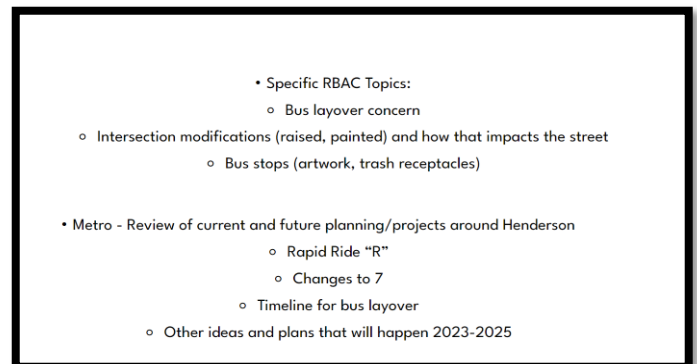 • Specific RBAC Topics:
○ Bus layover concern
○ Intersection modifications (raised, painted) and how that impacts the street
○ Bus stops (artwork, trash receptacles)
• Metro - Review of current and future planning/projects around Henderson
○ Rapid Ride “R”
○ Changes to 7
○ Timeline for bus layover
○ Other ideas and plans that will happen 2023-2025